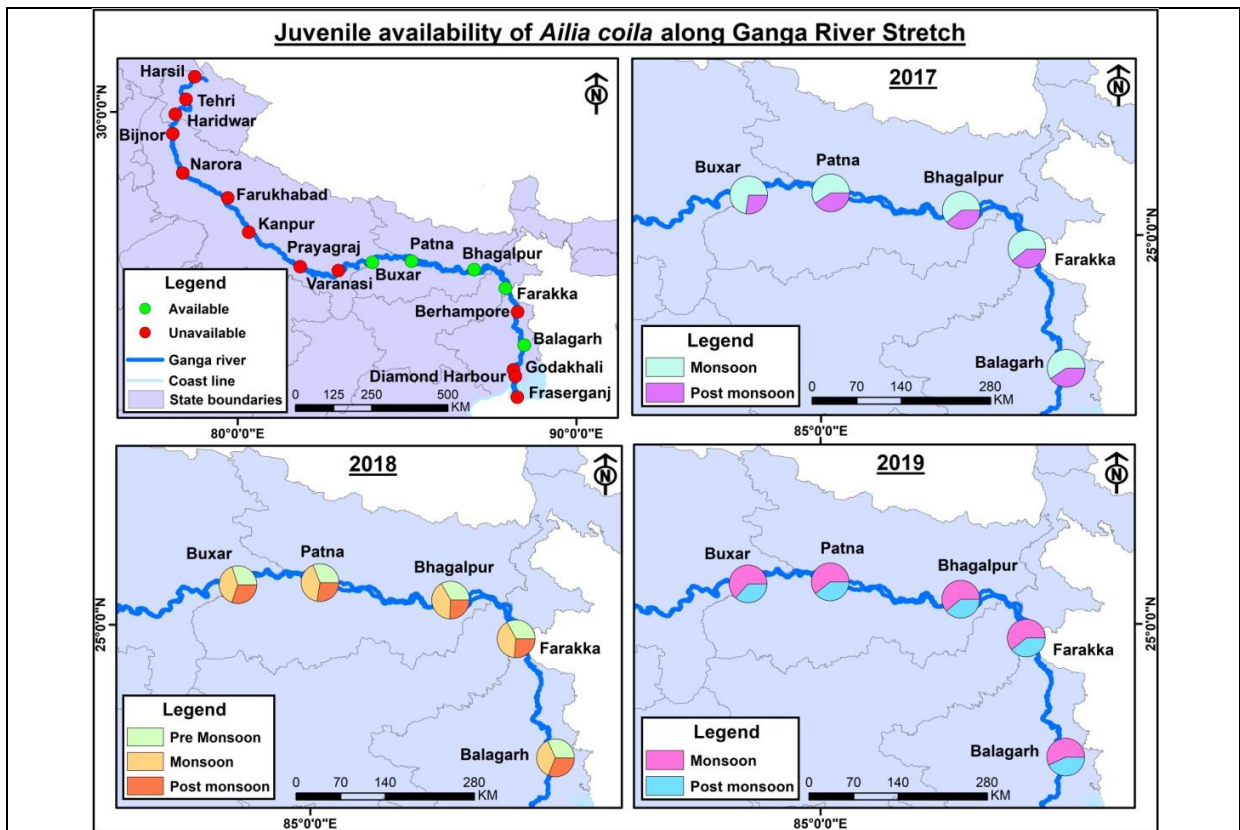 Juvenile availability of Ailia coila along Ganga River Stretch
Harsil
Tehri
Haridwar
Bijnor
Narora
Farukhabad
Kanpur
Prayagraj
Varanasi
Buxar
Patna
Bhagalpur
Farakka
Berhampore
Balagarh
Godakhali
Diamond Harbour
Fraserganj
N
30°0'0"N
80°0'0"E
90°0'0"E
Legend
Available
Unavailable
Ganga river
Coast line
State boundaries
0 125 250 500
KM
2017
N
Buxar
Patna
Bhagalpur
Farakka
Balagarh
25°0'0"N
Legend
Monsoon
Post monsoon
0 70 140 280
KM
85°0'0"E
2018
N
Buxar
Patna
Bhagalpur
Farakka
Balagarh
25°0'0"N
Legend
Pre Monsoon
Monsoon
Post monsoon
0 70 140 280
KM
85°0'0"E
2019
N
Buxar
Patna
Bhagalpur
Farakka
Balagarh
25°0'0"N
Legend
Monsoon
Post monsoon
0 70 140 280
KM
85°0'0"E